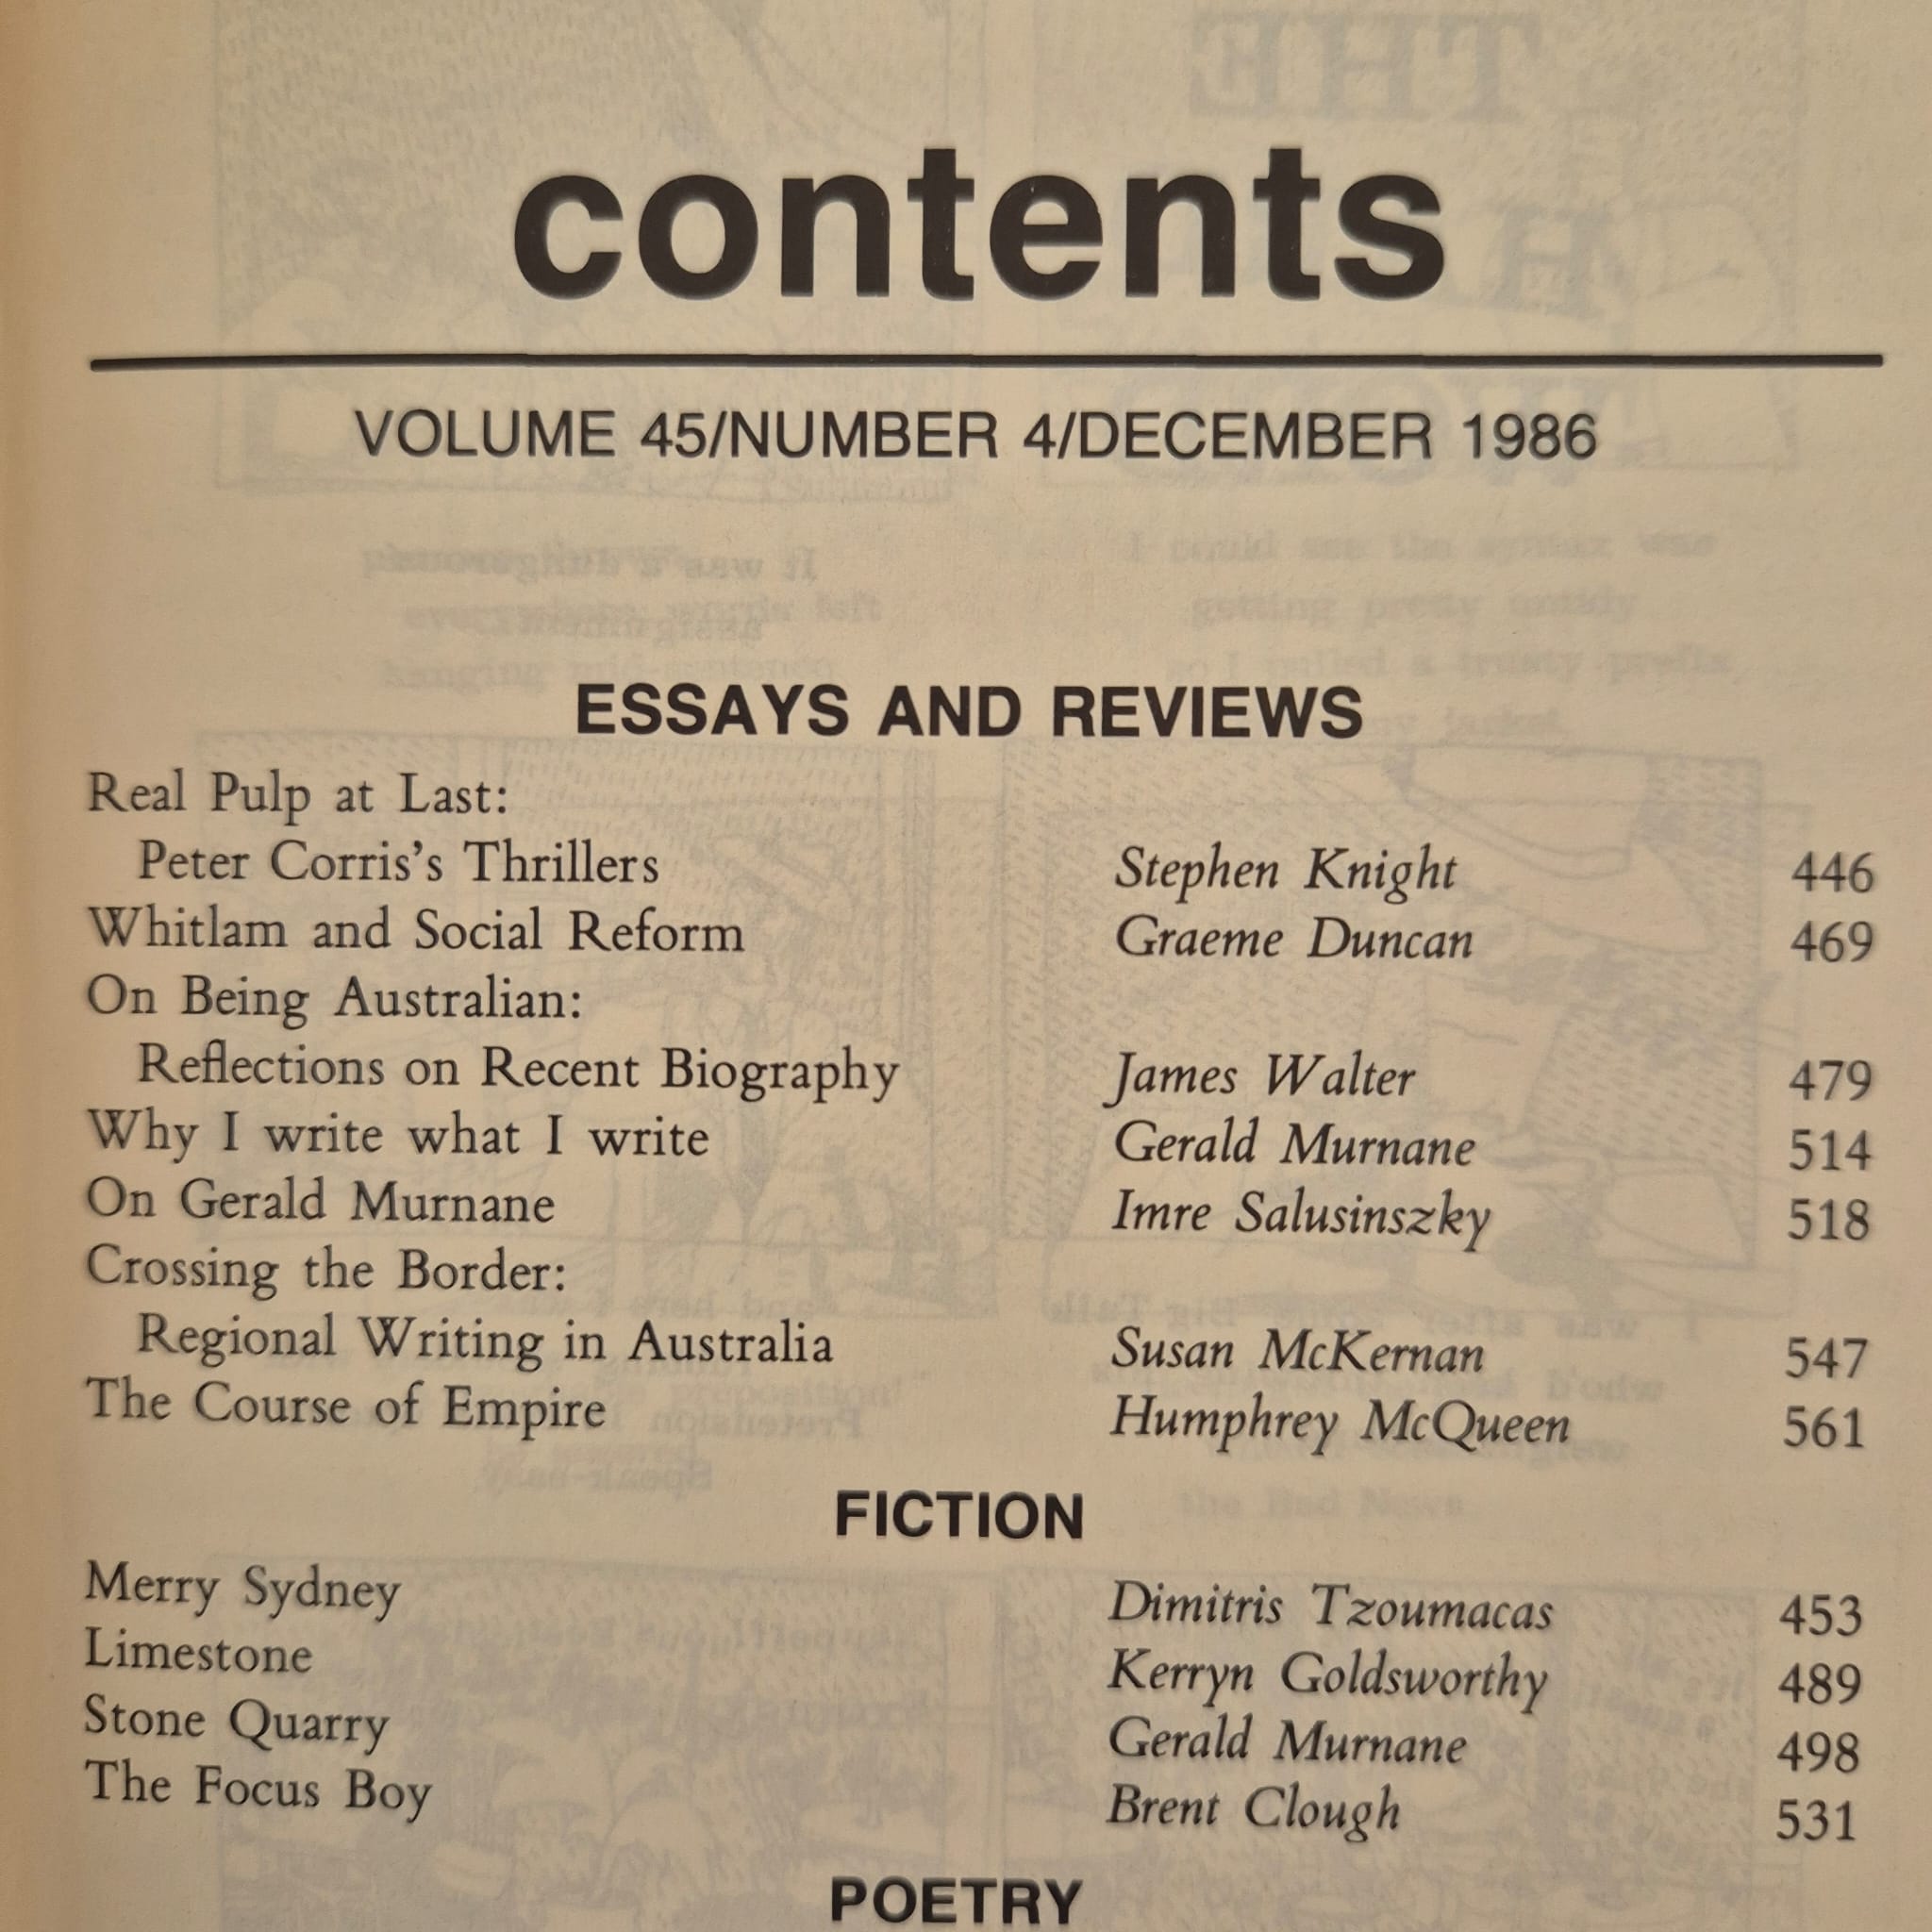 contents
VOLUME 45/NUMBER 4/DECEMBER 1986
ESSAYS AND REVIEWS
Real Pulp at Last:
Peter Corris's Thrillers Stephen Knight 446
Whitlam and Social Reform Graeme Duncan 469
On Being Australian:
Reflections on Recent Biography James Walter 479
Why I write what I write Gerald Murnane 514
On Gerald Murnane Imre Salusinszky 518
Crossing the Border:
Regional Writing in Australia Susan McKernan 547
The Course of Empire Humphrey McQueen 561
FICTION
Merry Sydney Dimitris Tzoumacas 453
Limestone Kerryn Goldsworthy 489
Stone Quarry Gerald Murnane 498
The Focus Boy Brent Clough 531
POETRY